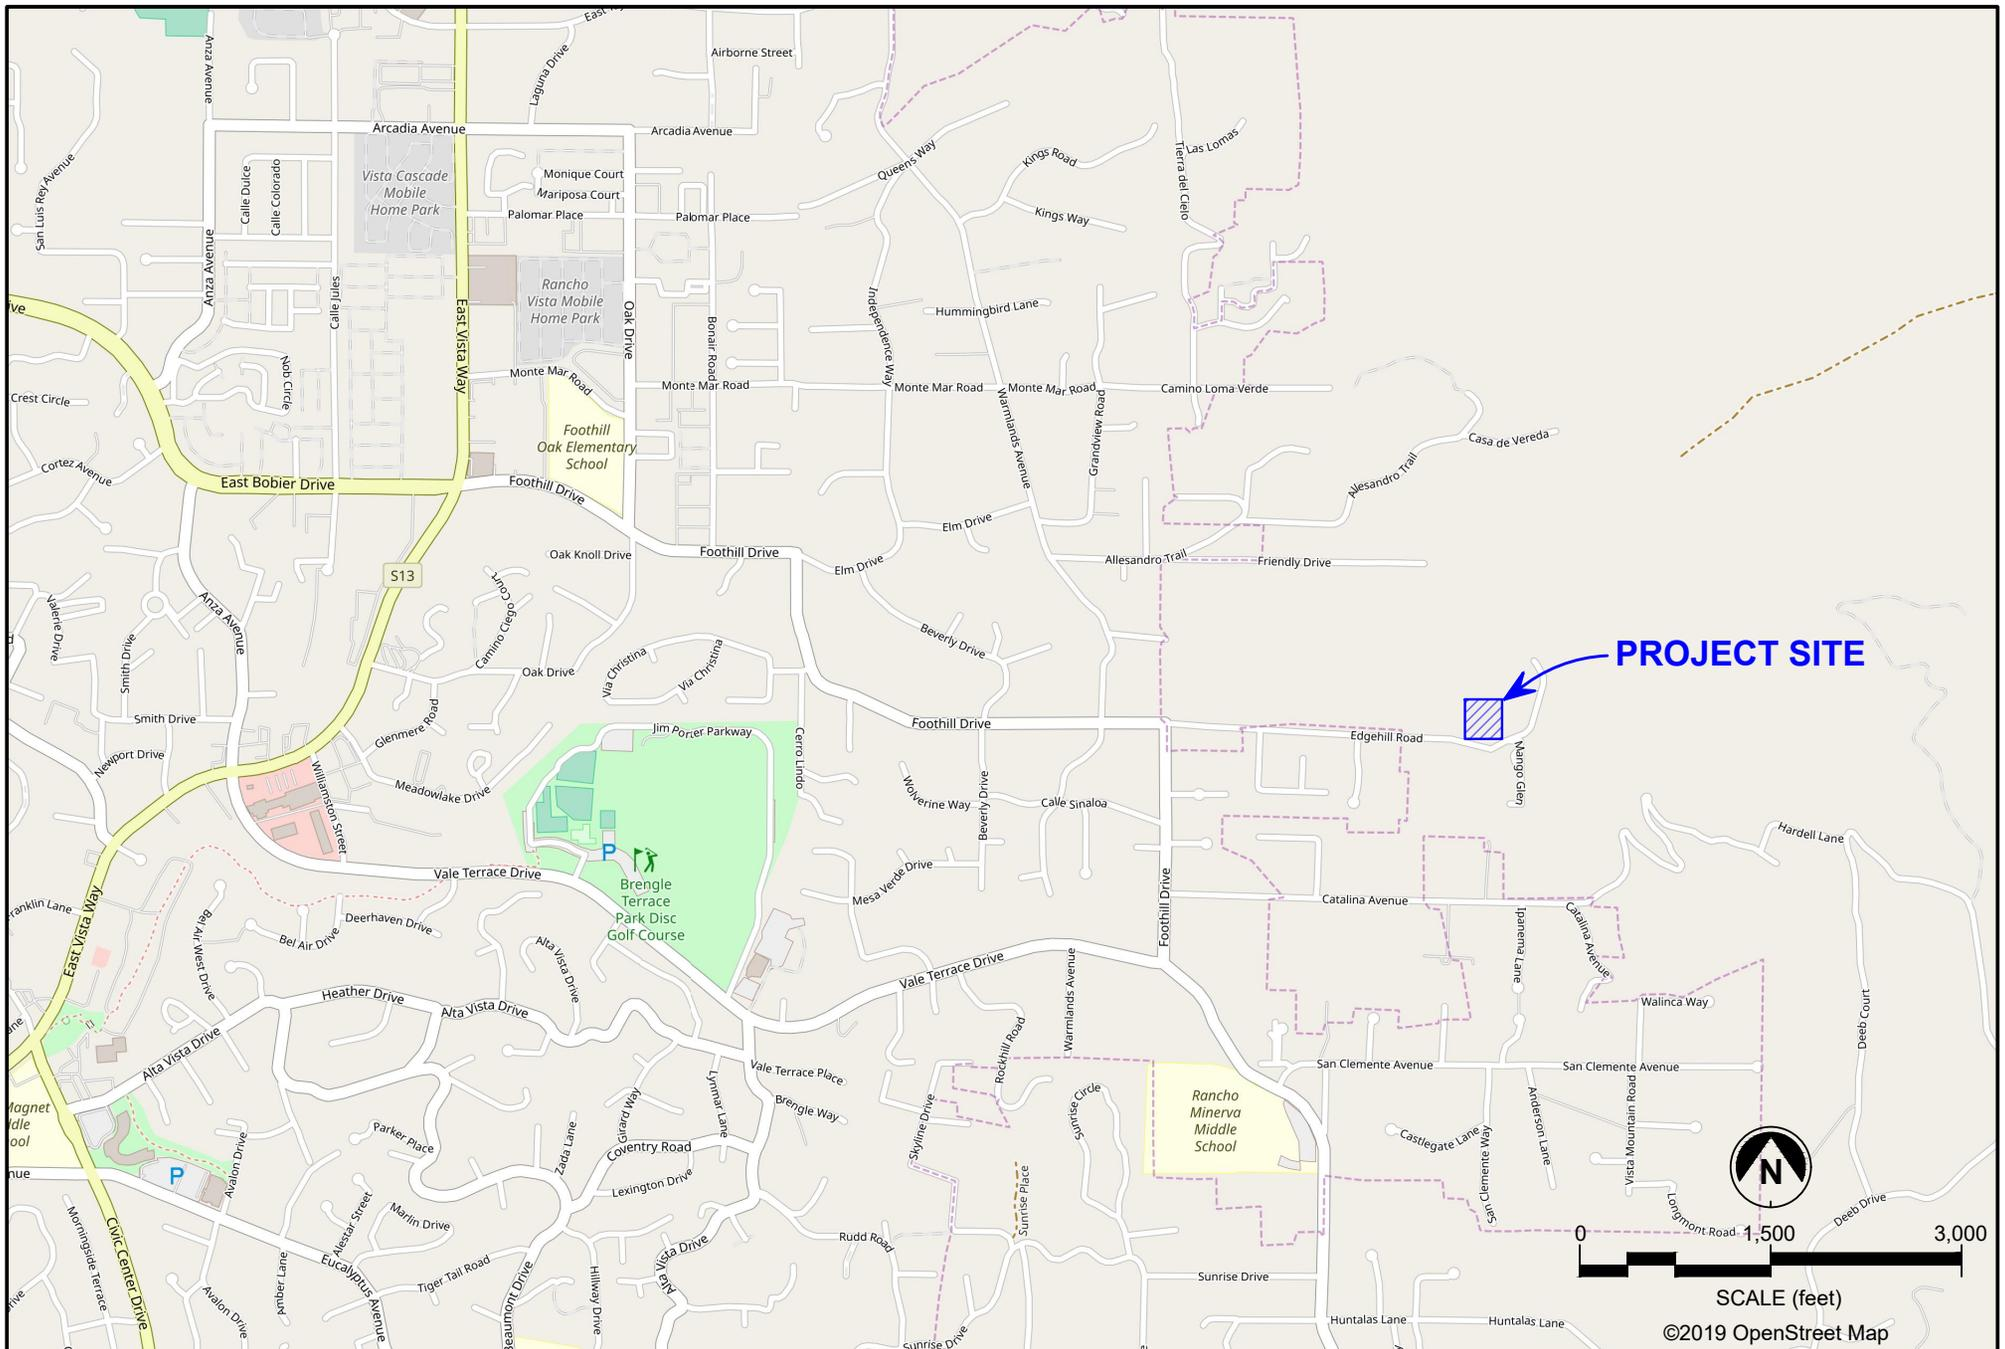 East Vy
Airborne Street
Anza Avenue
Laguna Drive
Arcadia Avenue
Arcadia Avenue
Queens Way
Kings Road
Las Lomas
Tierra del Cielo
San Luis Rey Avenue
Calle Dulce
Calle Colorado
Vista Cascade
Mobile
Home Park
Monique Court
Mariposa Court
Palomar Place
Palomar Place
Kings Way
Anza Avenue
Calle Jules
East Vista Way
Rancho
Vista Mobile
Home Park
Oak Drive
Bonair Road
Independence Way
Hummingbird Lane
ive
Nob Circle
Crest Circle
Monte Mar Road
Monte Mar Road
Monte Mar Road
Monte Mar Road
Camino Loma Verde
Warmlands Avenue
Grandview Road
Foothill
Oak Elementary
School
Casa de Vereda
Allesandro Trail
Cortez Avenue
East Bobier Drive
Foothill Drive
Elm Drive
Oak Knoll Drive
Foothill Drive
Elm Drive
Allesandro Trail
Friendly Drive
S13
Valerie Drive
Anza Avenue
Smith Drive
Camino Ciego Court
Beverly Drive
Oak Drive
Via Christina
Via Christina
PROJECT SITE
Smith Drive
Glenmere Road
Newport Drive
Jim Porter Parkway
Cerro Lindo
Foothill Drive
Edgehill Road
Mango Glen
Williamston Street
Meadowlake Drive
Wolverine Way
Beverly Drive
Calle Sinaloa
Hardell Lane
P
Vale Terrace Drive
Brengle
Terrace
Park Disc
Golf Course
Mesa Verde Drive
Foothill Drive
Catalina Avenue
Catalina Avenue
Ipanema Lane
ranklin Lane
East Vista Way
Bel Air West Drive
Bel Air Drive
Deerhaven Drive
Alta Vista Drive
Vale Terrace Drive
Warmlands Avenue
Walinca Way
Deeb Court
Heather Drive
Alta Vista Drive
ane
Alta Vista Drive
Rockhill Road
San Clemente Avenue
San Clemente Avenue
Vale Terrace Place
Lynmar Lane
Brengle Way
Girard Way
Skyline Drive
Sunrise Circle
Rancho
Minerva
Middle
School
Magnet
ddle
ool
Parker Place
Zada Lane
Coventry Road
Castlegate Lane
San Clemente Way
Anderson Lane
Vista Mountain Road
N
P
nue
Avalon Drive
Lexington Drive
Sunrise Place
Longmont Road
Deeb Drive
Morningside Terrace
Civic Center Drive
Alestar Street
Marlin Drive
Rudd Road
Alta Vista Drive
Eucalyptus Avenue
Tiger Tail Road
Amber Lane
Avalon Drive
Beaumont Drive
Hillway Drive
Sunrise Drive
Sunrise Drive
Huntalas Lane
Huntalas Lane
Drive
0 1,500 3,000
SCALE (feet)
©2019 OpenStreet Map